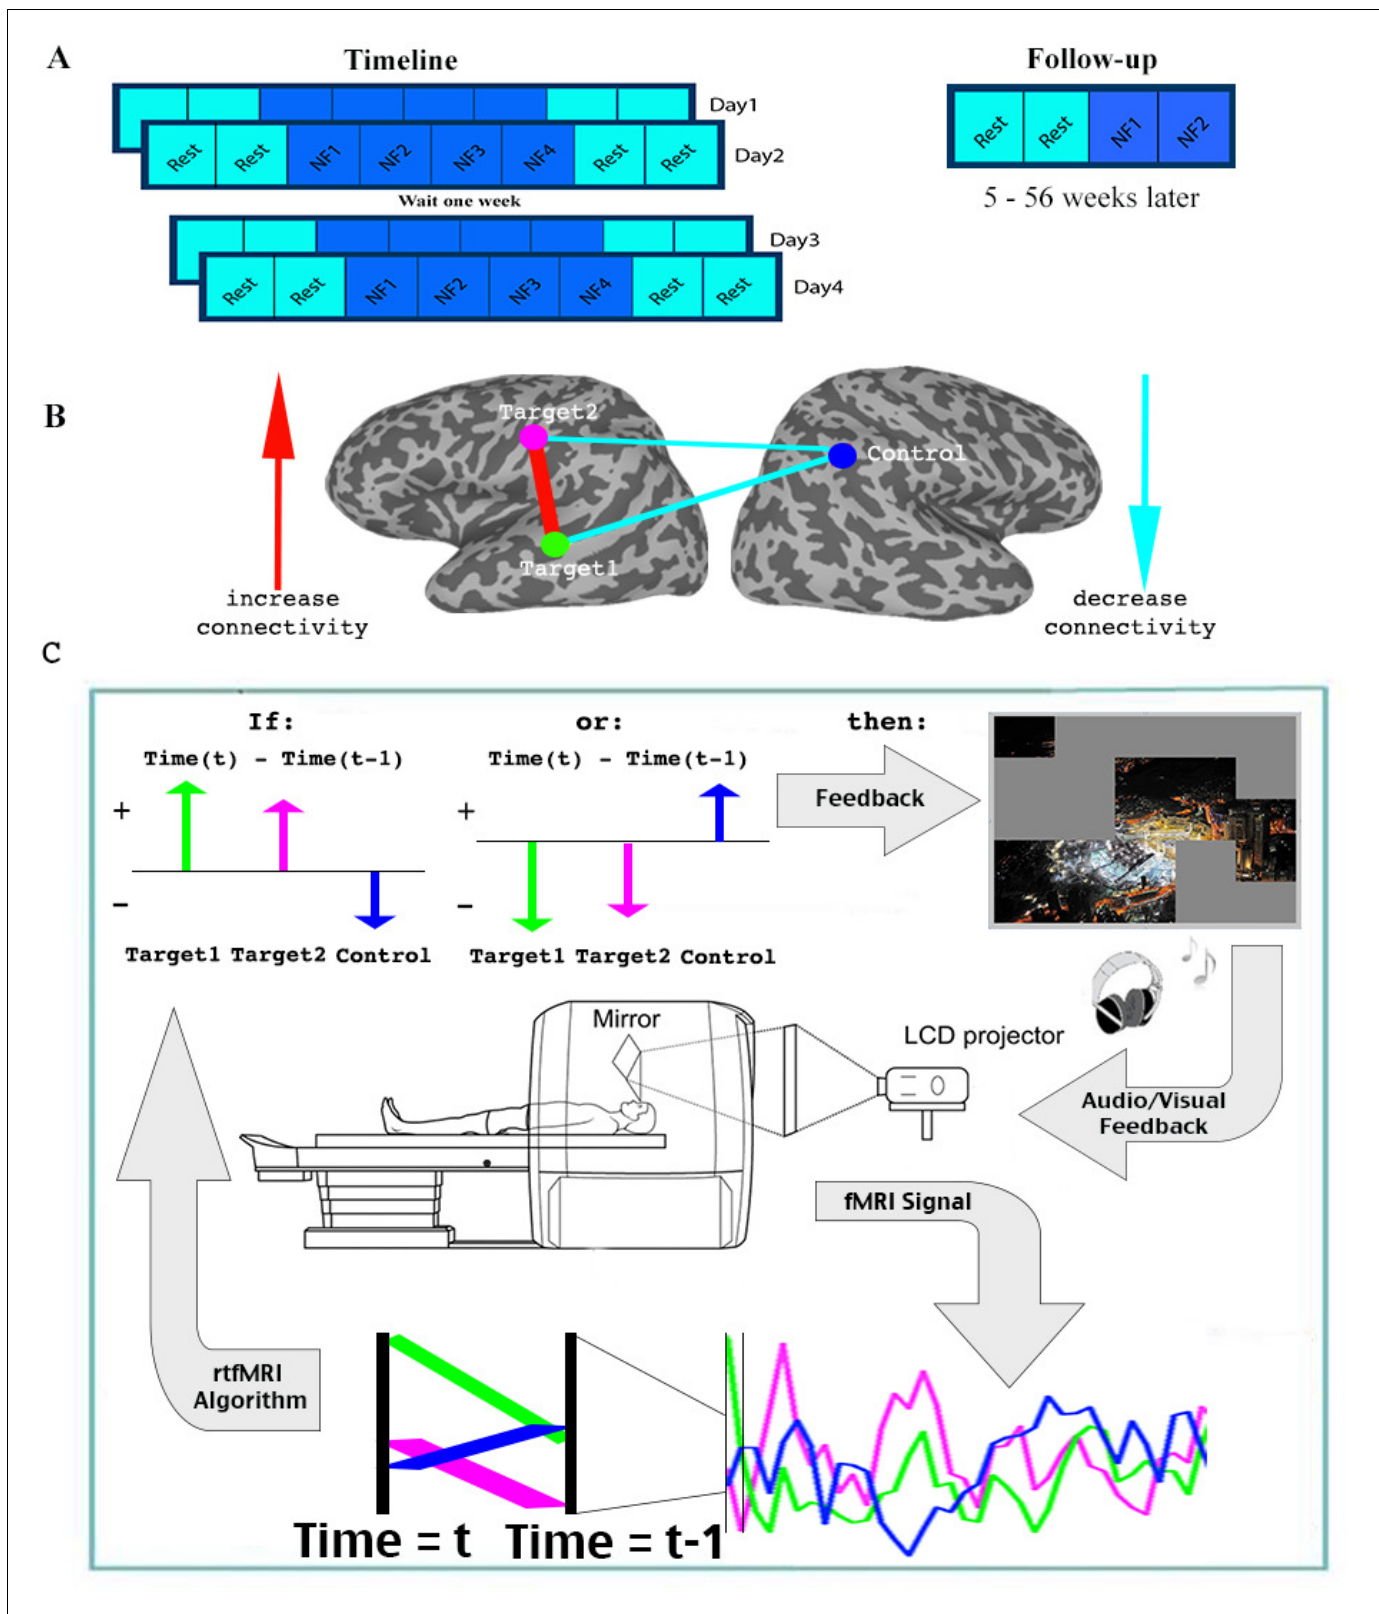 A
Timeline
Follow-up
Day1
Rest Rest NF1 NF2 NF3 NF4 Rest Rest
Day2
Rest Rest NF1 NF2
Wait one week
5 - 56 weeks later
Day3
Rest Rest NF1 NF2 NF3 NF4 Rest Rest
Day4
B
Target2
Control
Target1
increase
connectivity
decrease
connectivity
C
If:
or:
then:
Time(t) - Time(t-1)
Time(t) - Time(t-1)
Feedback
+
+
-
-
Target1 Target2 Control
Target1 Target2 Control
Mirror
LCD projector
Audio/Visual
Feedback
fMRI Signal
rtfMRI
Algorithm
Time = t
Time = t-1